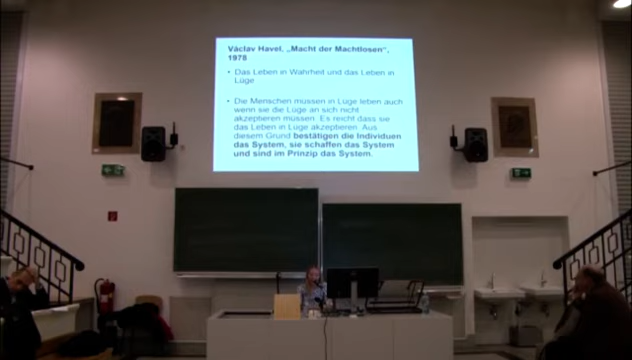 Václav Havel, „Macht der Machtlosen“,
1978
• Das Leben in Wahrheit und das Leben in
Lüge
• Die Menschen müssen in Lüge leben auch
wenn sie die Lüge an sich nicht
akzeptieren müssen. Es reicht dass sie
das Leben in Lüge akzeptieren. Aus
diesem Grund bestätigen die Individuen
das System, sie schaffen das System
und sind im Prinzip das System.